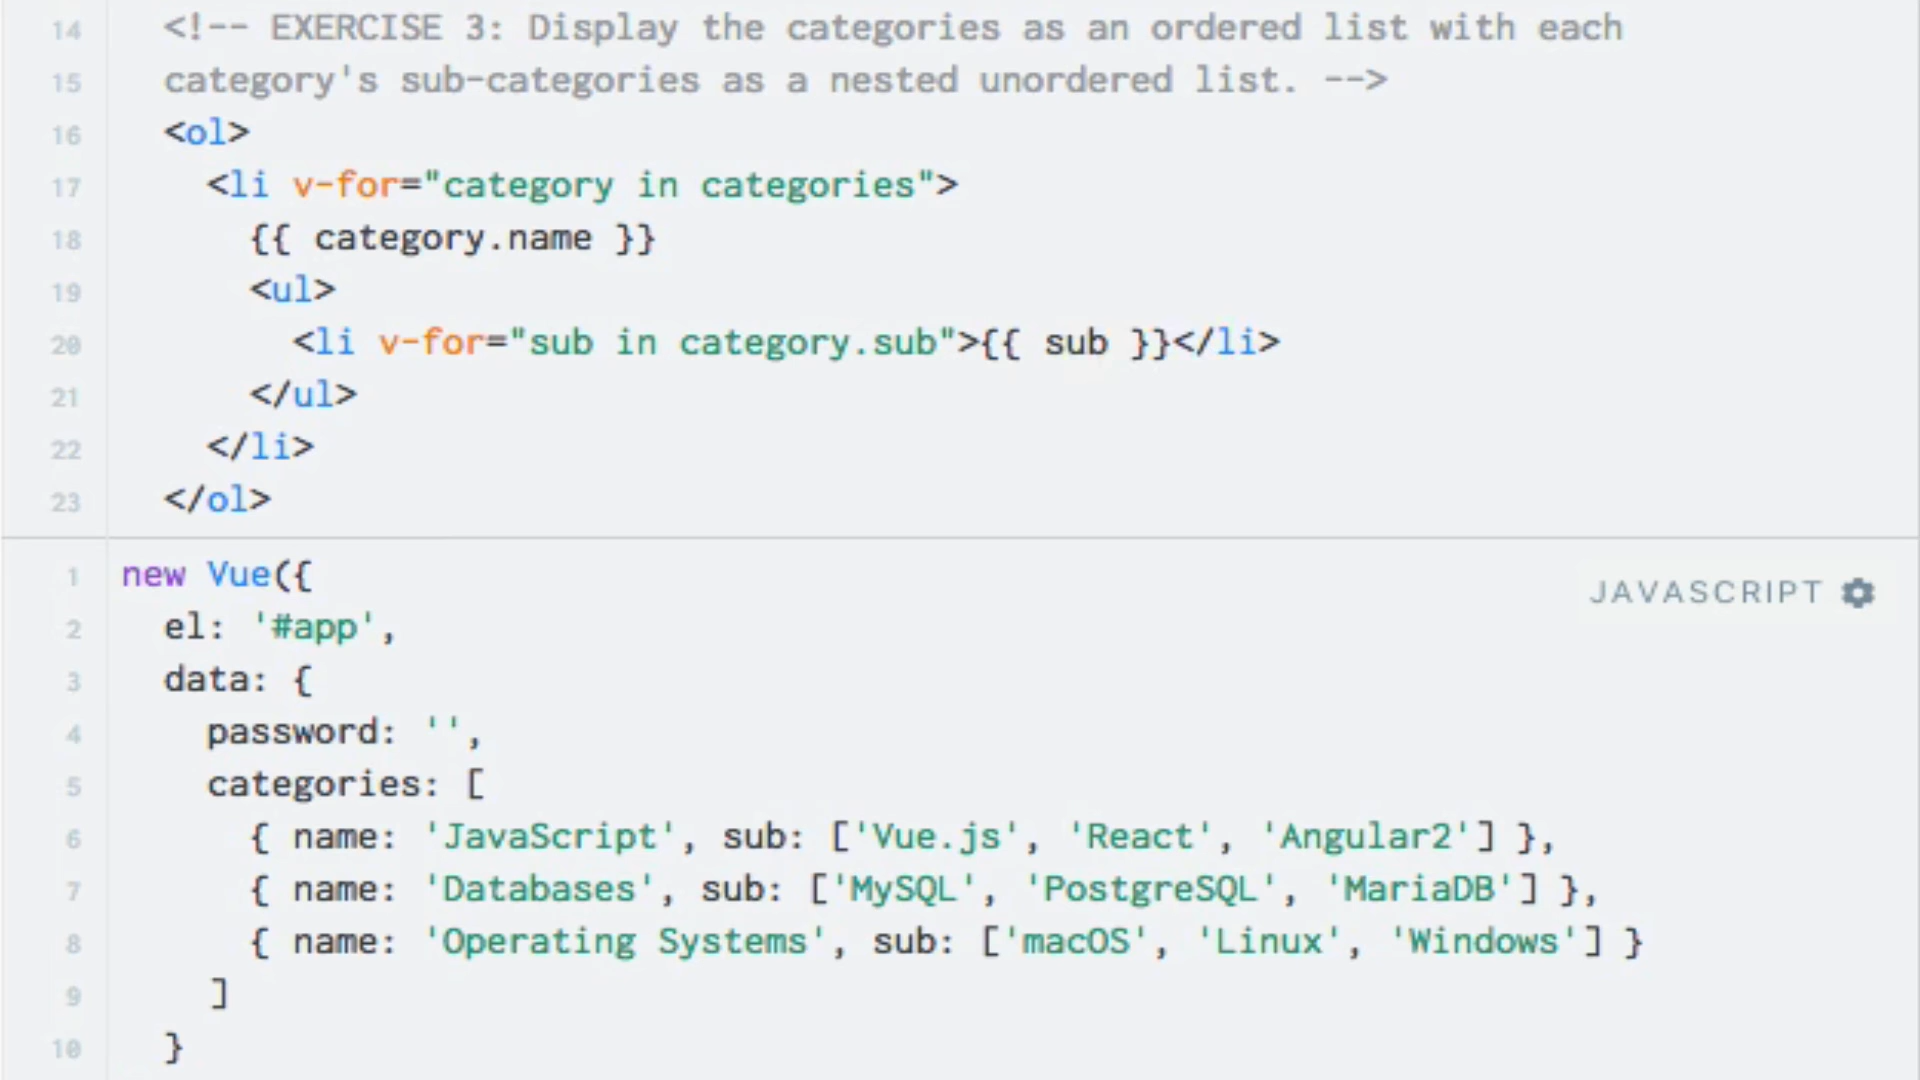 14 <!-- EXERCISE 3: Display the categories as an ordered list with each
15 category's sub-categories as a nested unordered list. -->
16 <ol>
17 <li v-for="category in categories">
18 {{ category.name }}
19 <ul>
20 <li v-for="sub in category.sub">{{ sub }}</li>
21 </ul>
22 </li>
23 </ol>
1 new Vue({
JAVASCRIPT
2 el: '#app',
3 data: {
4 password: '',
5 categories: [
6 { name: 'JavaScript', sub: ['Vue.js', 'React', 'Angular2'] },
7 { name: 'Databases', sub: ['MySQL', 'PostgreSQL', 'MariaDB'] },
8 { name: 'Operating Systems', sub: ['macOS', 'Linux', 'Windows'] }
9 ]
10 }